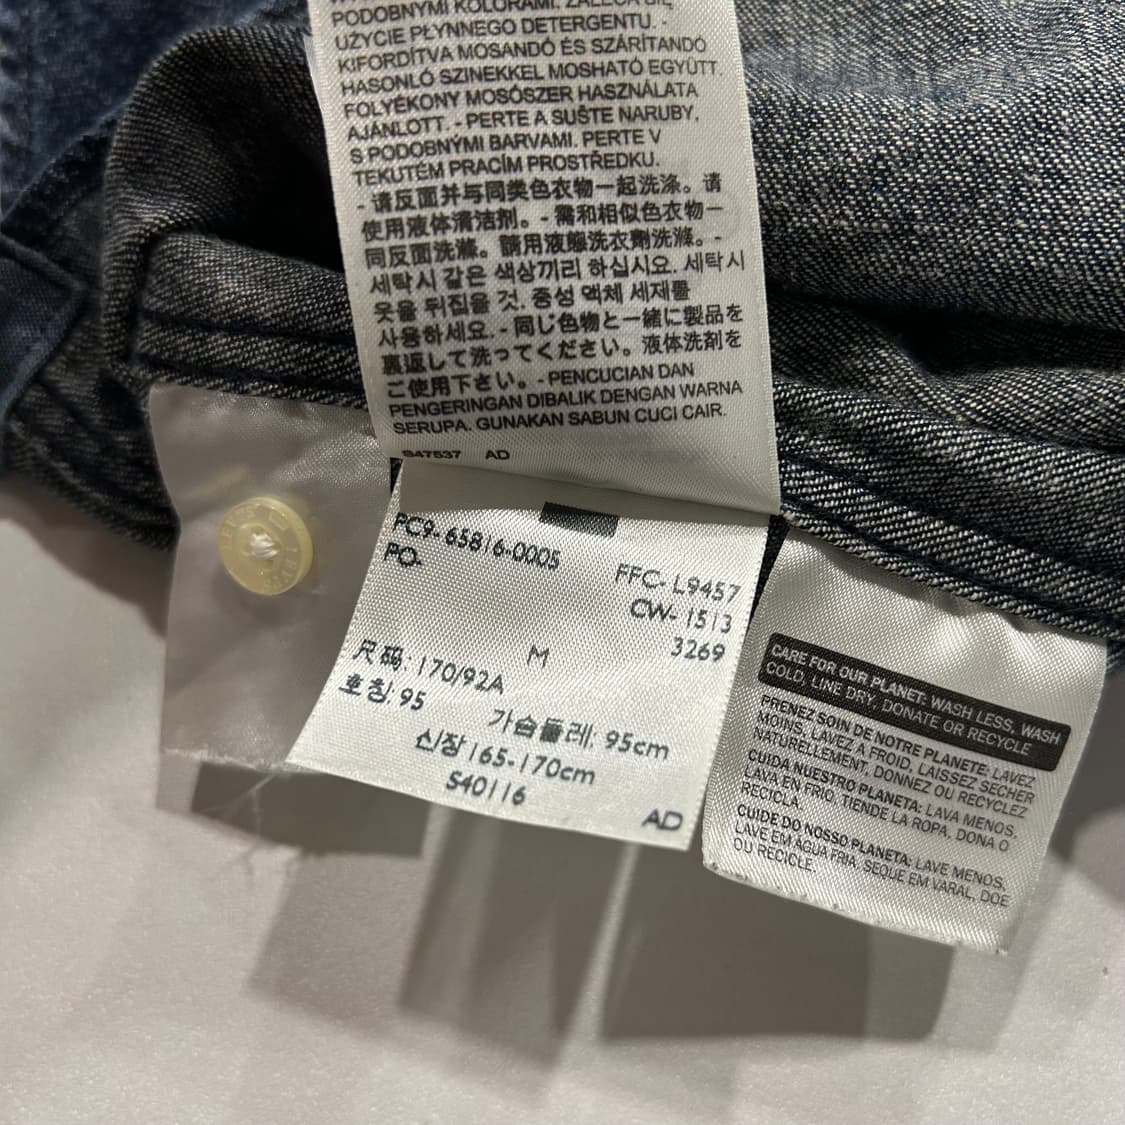 PODOBNYMI KOLORAMI. ZALECA SIĘ
UŻYCIE PŁYNNEGO DETERGENTU. -
KIFORDÍTVA MOSANDÓ ÉS SZÁRÍTANDÓ
HASONLÓ SZINEKKEL MOSHATÓ EGYÜTT.
FOLYÉKONY MOSÓSZER HASZNÁLATA
AJÁNLOTT. - PERTE A SUŠTE NARUBY,
S PODOBNÝMI BARVAMI. PERTE V
TEKUTÉM PRACÍM PROSTŘEDKU.
- 请反面并与同类色衣物一起洗涤。请
使用液体清洁剂。- 需和相似色衣物一
同反面洗滌。請用液態洗衣劑洗滌。-
세탁시 같은 색상끼리 하십시요. 세탁시
옷을 뒤집을 것. 중성 액체 세제를
사용하세요. - 同じ色物と一緒に製品を
裏返して洗ってください。液体洗剤を
ご使用下さい。- PENCUCIAN DAN
PENGERINGAN DIBALIK DENGAN WARNA
SERUPA. GUNAKAN SABUN CUCI CAIR.
947537 AD
PC9-65816-0005
PO-
FFC-L9457
CW-1513
3269
M
尺码: 170/92A
호칭: 95
가슴둘레: 95cm
신장165-170cm
S40116
AD
CARE FOR OUR PLANET: WASH LESS, WASH
COLD, LINE DRY, DONATE OR RECYCLE
PRENEZ SOIN DE NOTRE PLANETE: LAVEZ
MOINS, LAVEZ A FROID, LAISSEZ SECHER
NATURELLEMENT, DONNEZ OU RECYCLEZ
CUIDA NUESTRO PLANETA: LAVA MENOS,
LAVA EN FRIO, TIENDE LA ROPA, DONA O
RECICLA.
CUIDE DO NOSSO PLANETA: LAVE MENOS,
LAVE EM ÁGUA FRIA, SEQUE EM VARAL, DOE
OU RECICLE.